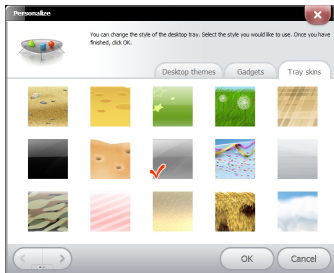 Personalize
You can change the style of the desktop tray. Select the style you would like to use. Once you have
finished, click OK.
Desktop themes
Gadgets
Tray skins
OK
Cancel